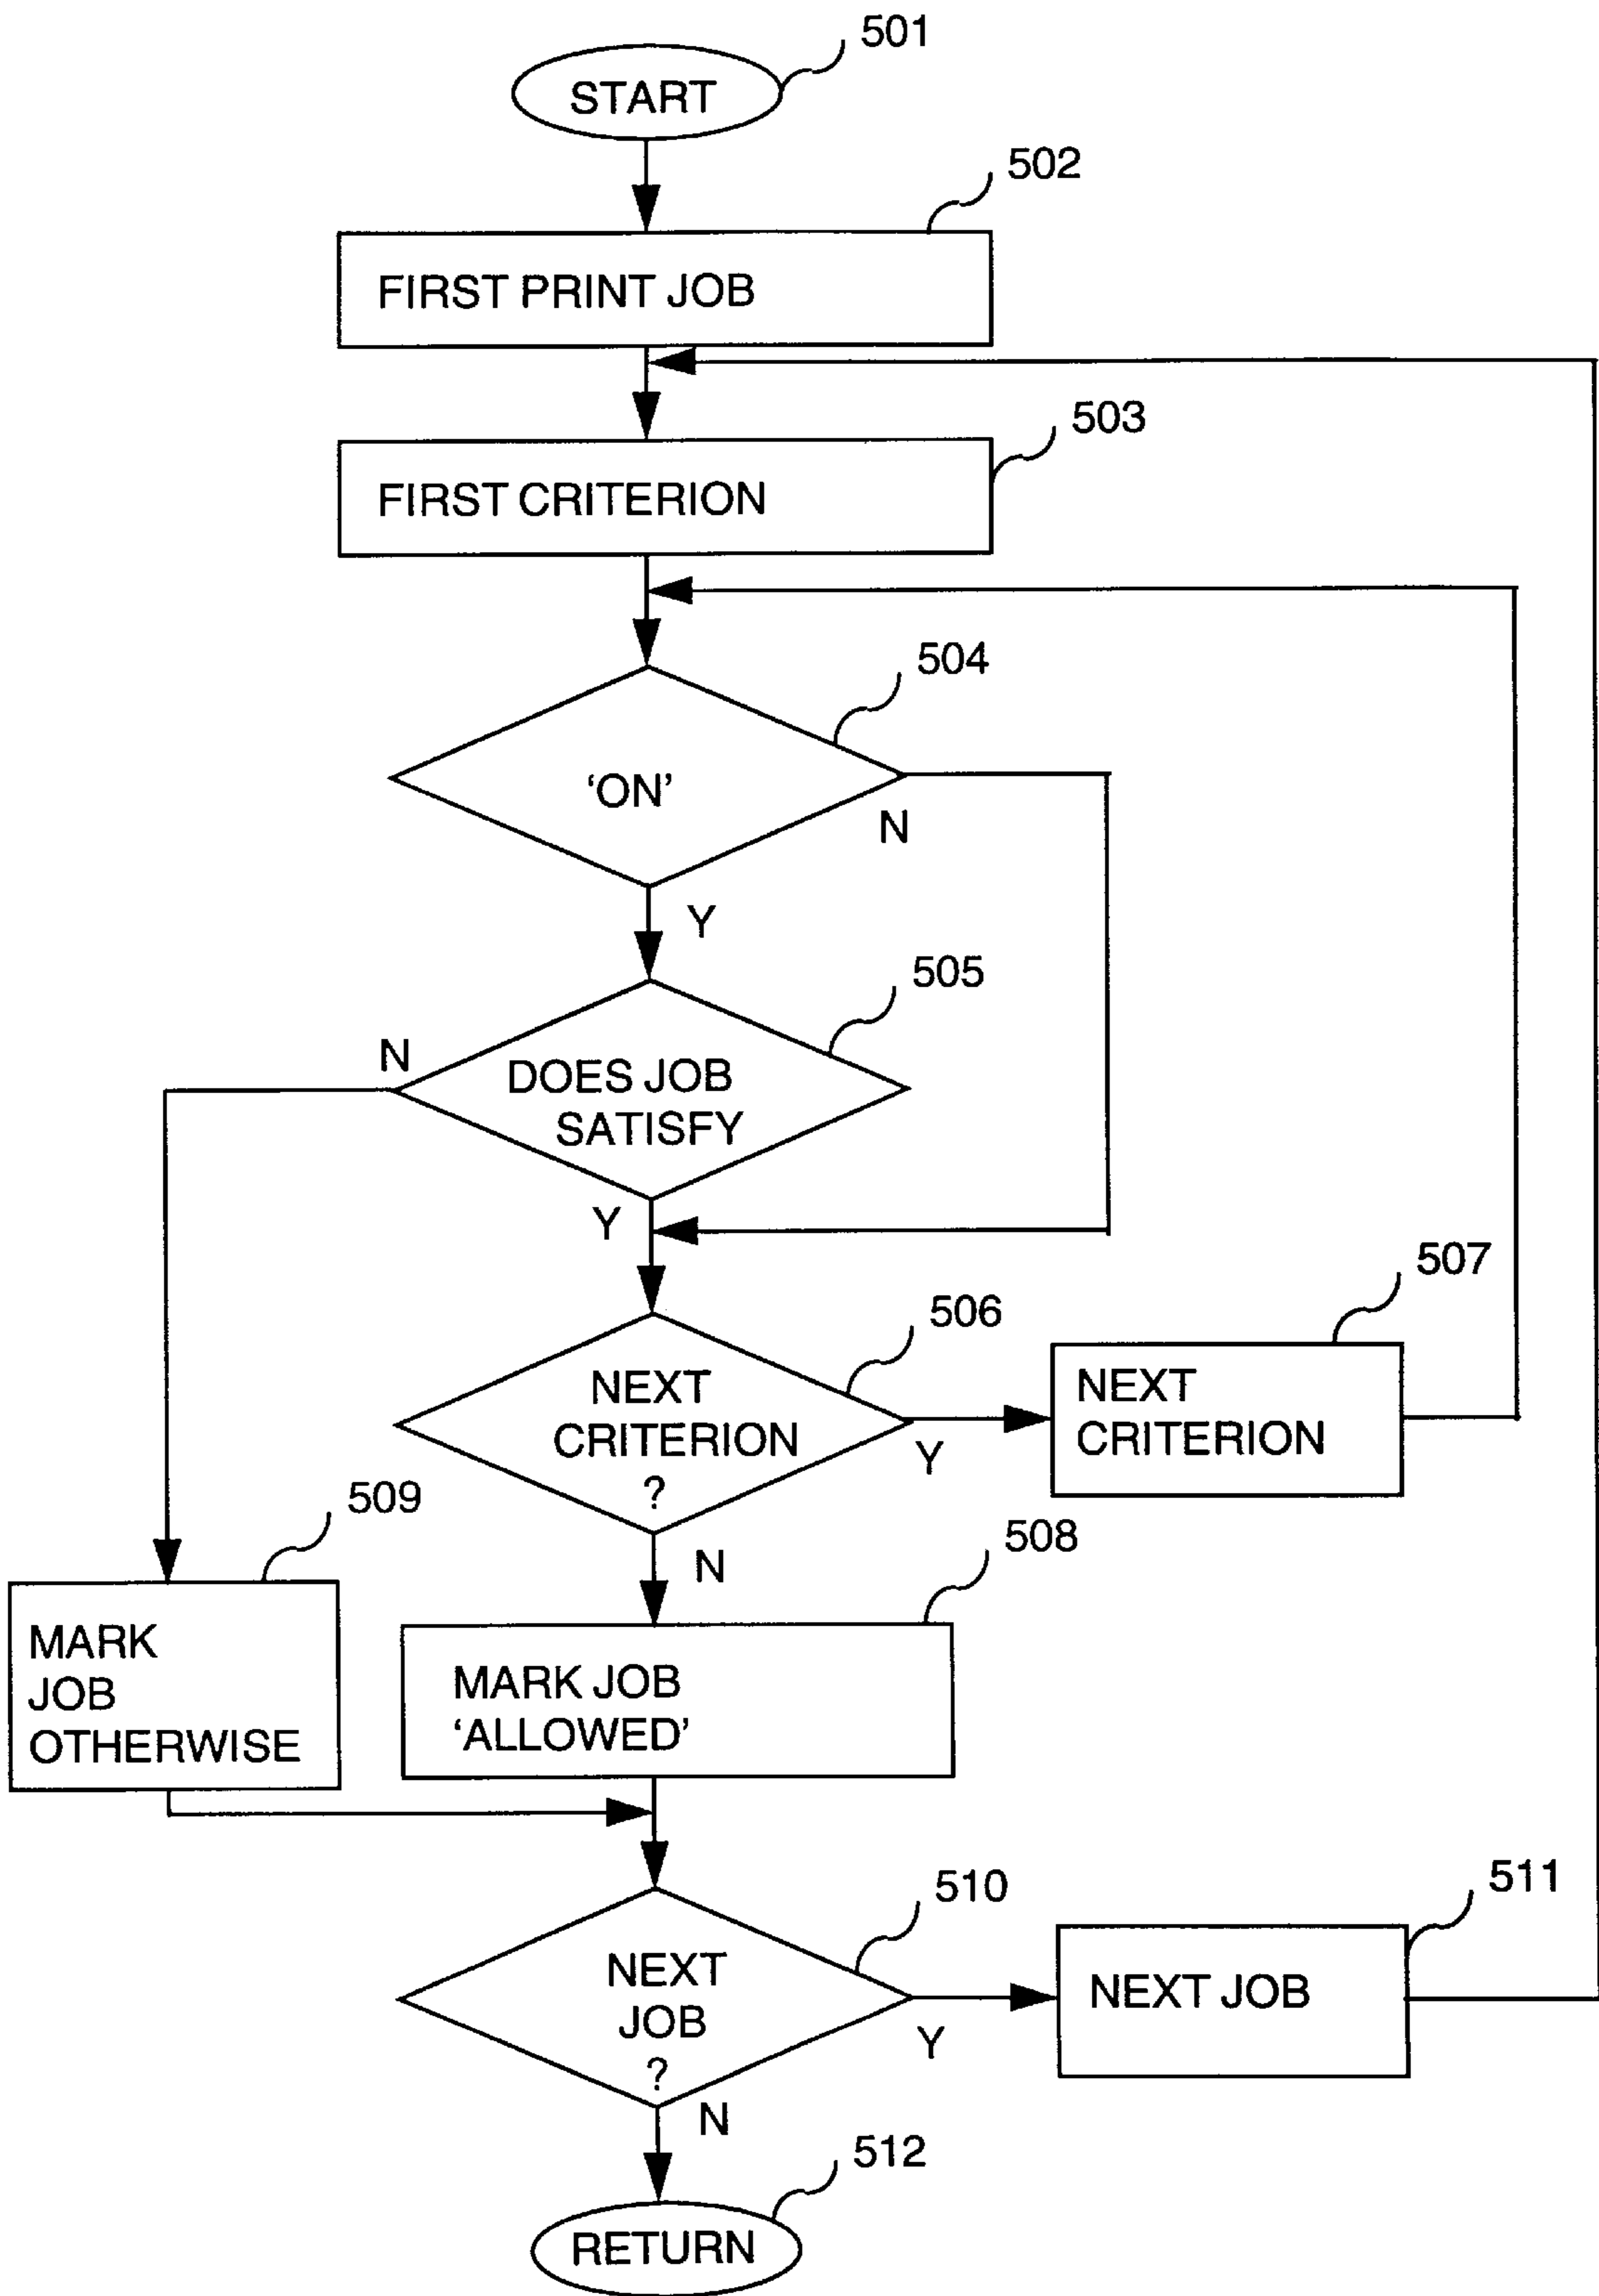 501
START
502
FIRST PRINT JOB
503
FIRST CRITERION
504
‘ON’
N
Y
505
N
DOES JOB
SATISFY
Y
506
507
NEXT
CRITERION
?
Y
NEXT
CRITERION
N
509
508
MARK
JOB
OTHERWISE
MARK JOB
‘ALLOWED’
510
511
NEXT
JOB
?
Y
NEXT JOB
N
512
RETURN